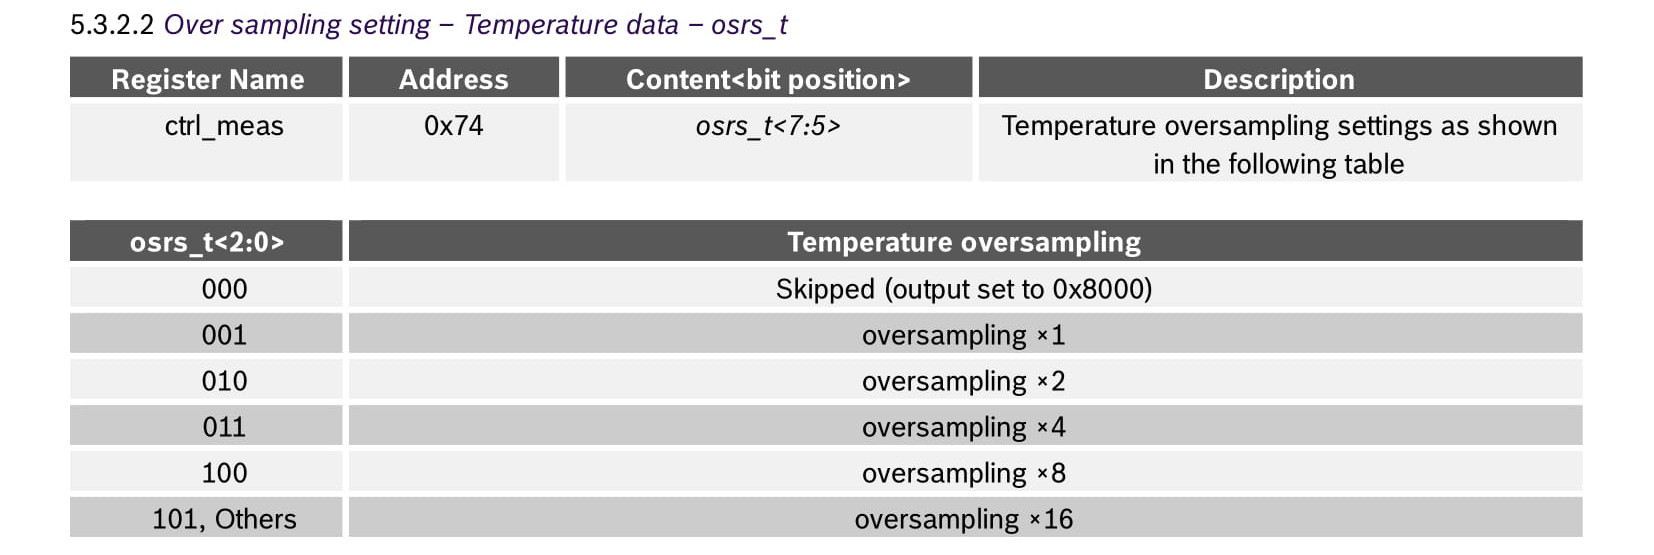 5.3.2.2 Over sampling setting – Temperature data – osrs_t
Register Name Address Content<bit position> Description
ctrl_meas 0x74 osrs_t<7:5> Temperature oversampling settings as shown
in the following table
osrs_t<2:0> Temperature oversampling
000 Skipped (output set to 0x8000)
001 oversampling ×1
010 oversampling ×2
011 oversampling ×4
100 oversampling ×8
101, Others oversampling ×16